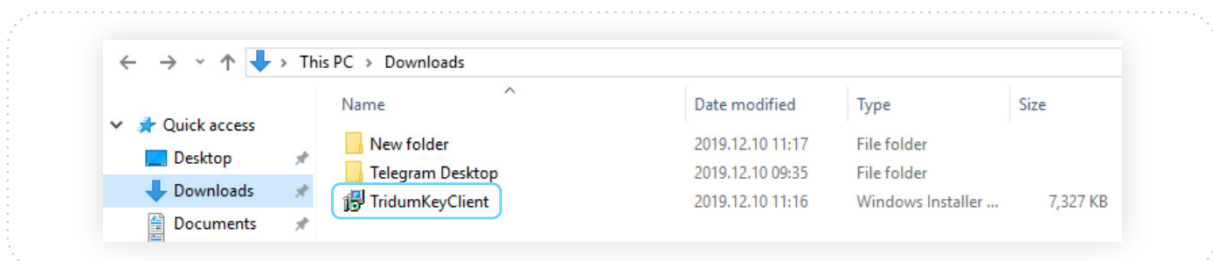 This PC > Downloads
Name Date modified Type Size
Quick access
New folder 2019.12.10 11:17 File folder
Desktop
Telegram Desktop 2019.12.10 09:35 File folder
Downloads
TridumKeyClient 2019.12.10 11:16 Windows Installer ... 7,327 KB
Documents